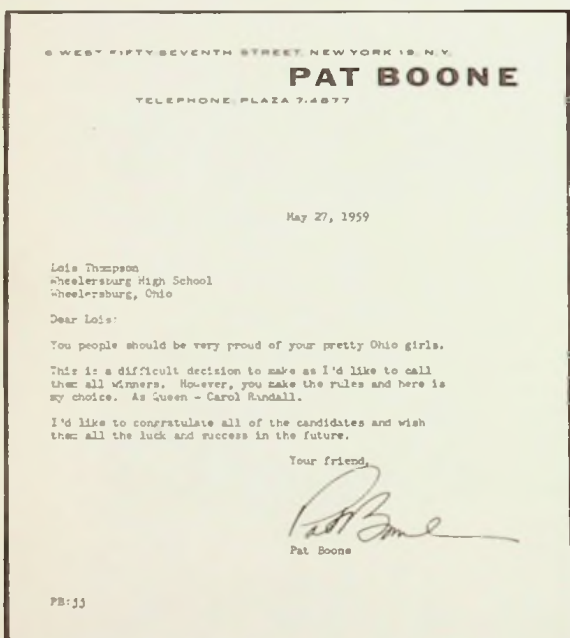 6 WEST FIFTY SEVENTH STREET, NEW YORK 19, N.Y.
PAT BOONE
TELEPHONE: PLAZA 7-4877
May 27, 1959
Lois Thompson
Wheelersburg High School
Wheelersburg, Ohio
Dear Lois:
You people should be very proud of your pretty Ohio girls.
This is a difficult decision to make as I'd like to call
them all winners. However, you make the rules and here is
my choice. As Queen - Carol Randall.
I'd like to congratulate all of the candidates and wish
them all the luck and success in the future.
Your friend,
Pat Boone
Pat Boone
PB:jj